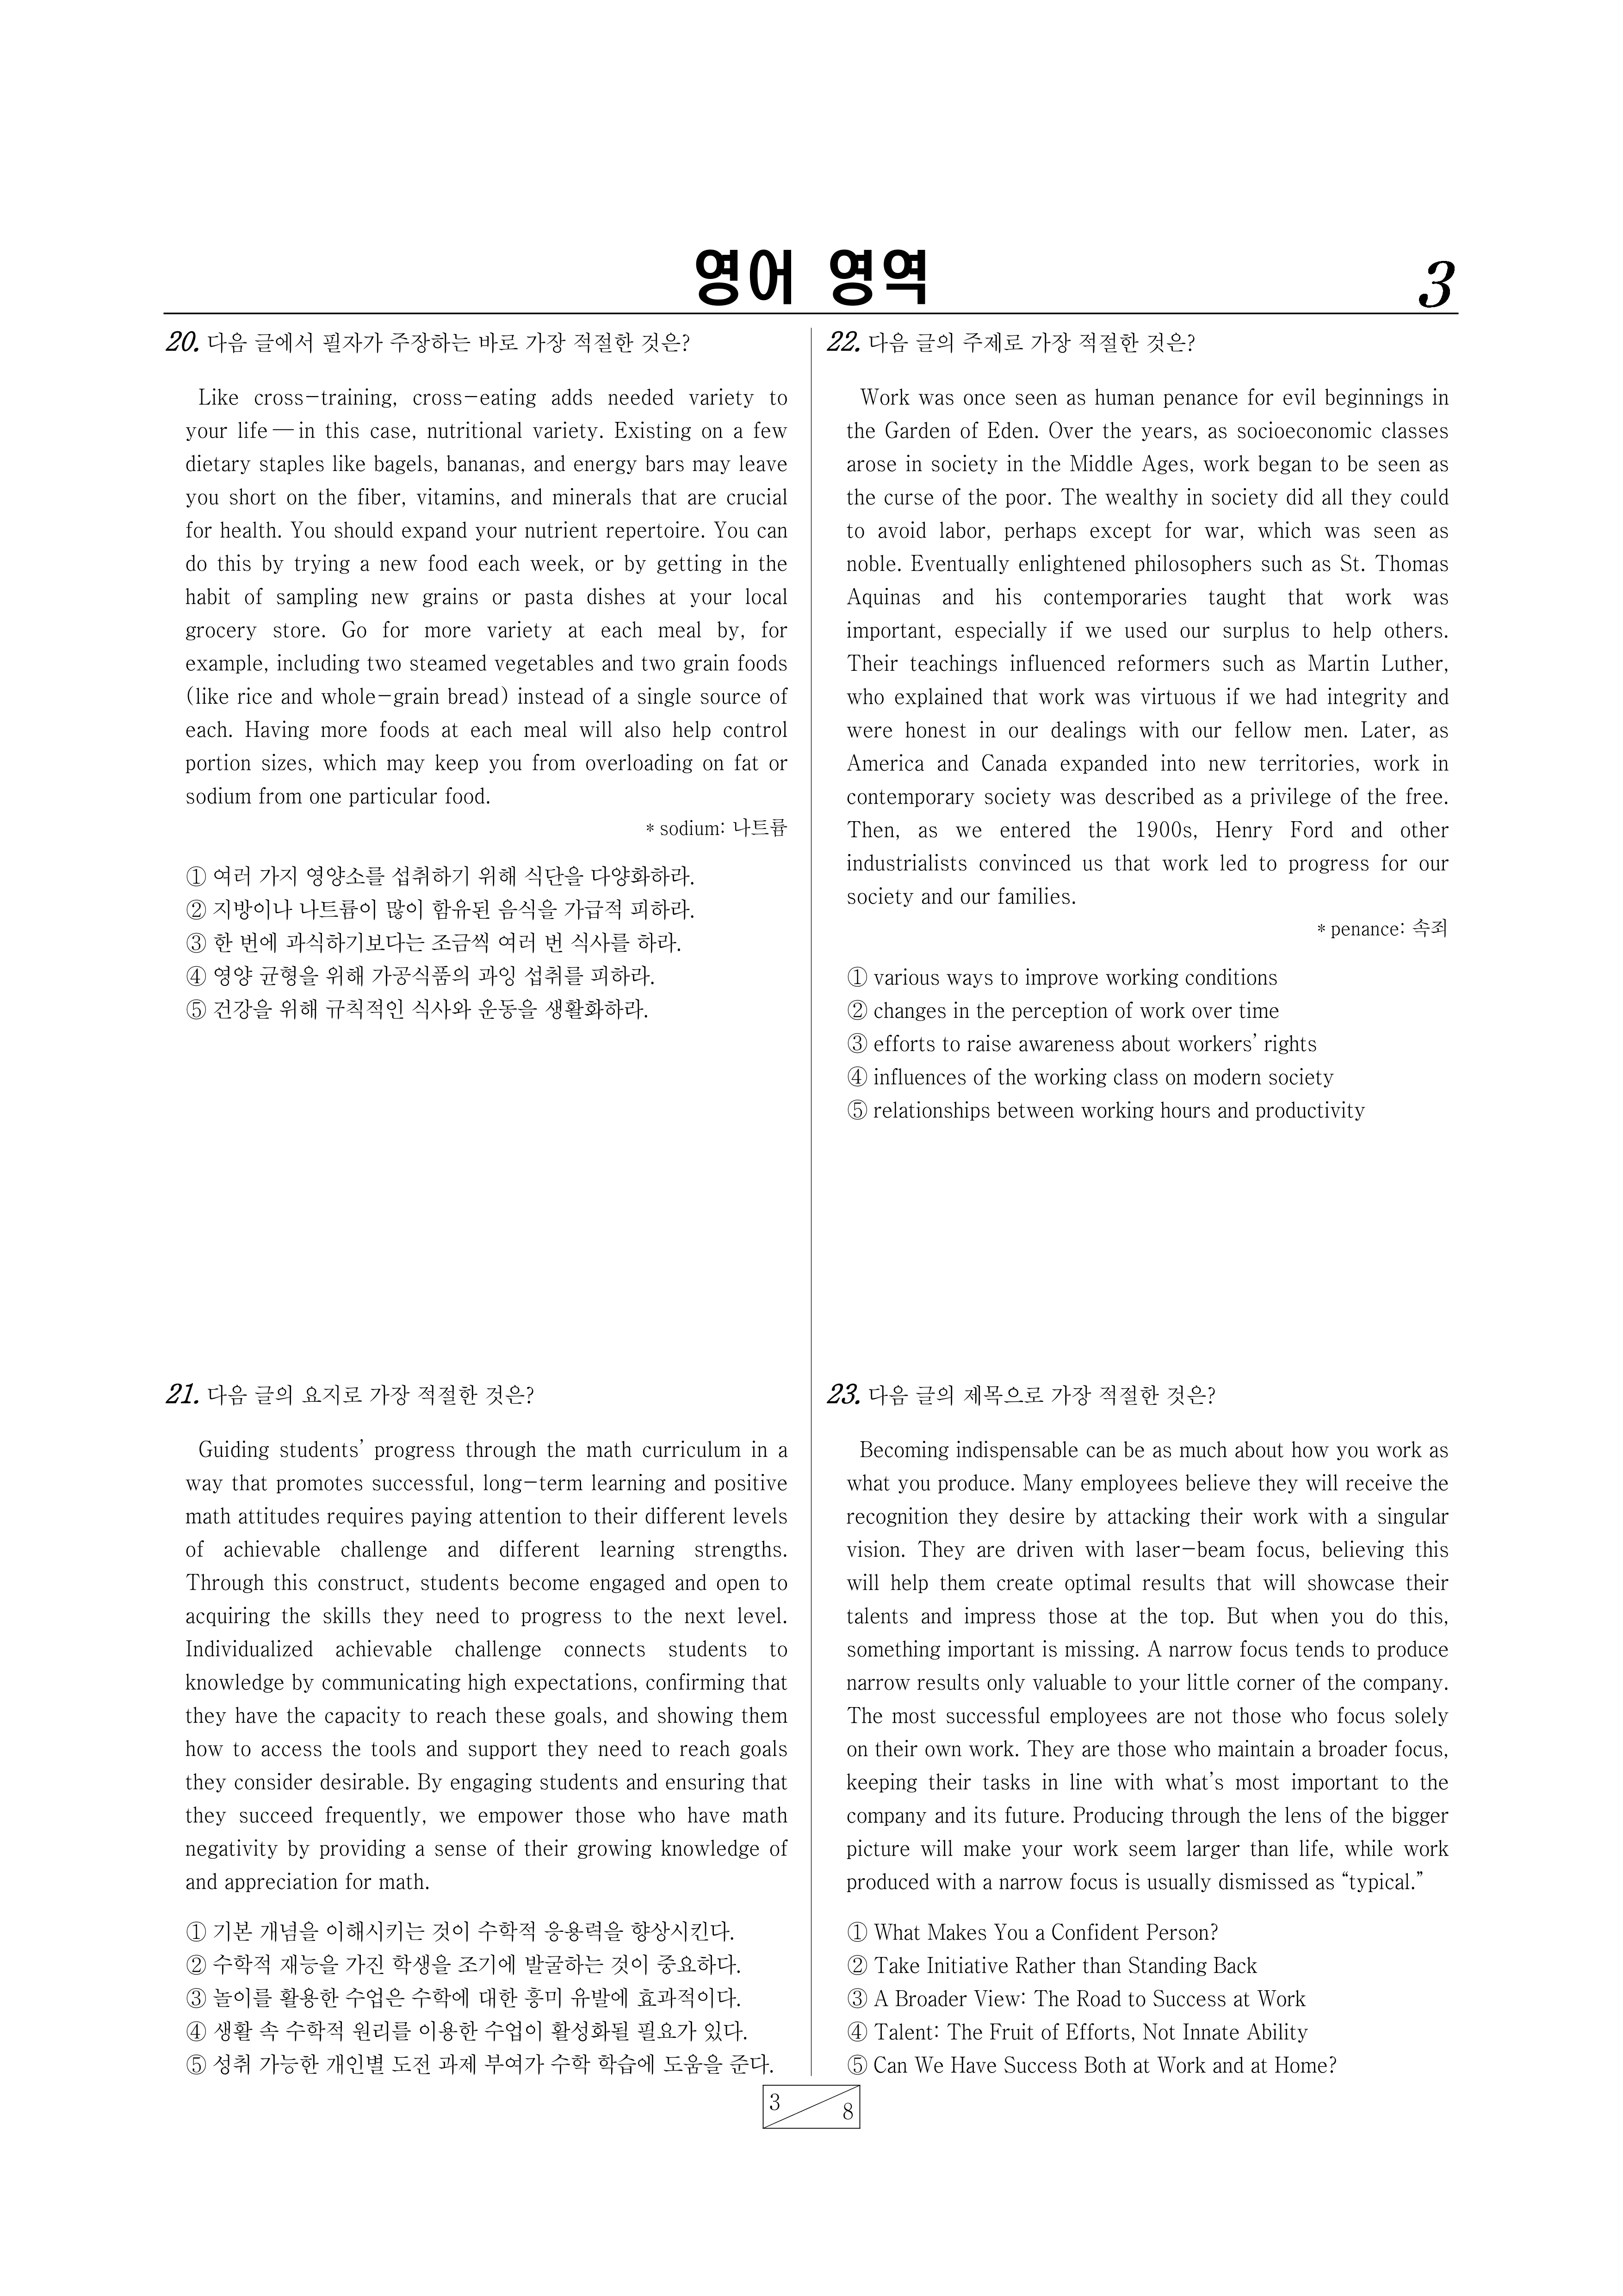 영어 영역
3
20. 다음 글에서 필자가 주장하는 바로 가장 적절한 것은?
Like cross-training, cross-eating adds needed variety to
your life — in this case, nutritional variety. Existing on a few
dietary staples like bagels, bananas, and energy bars may leave
you short on the fiber, vitamins, and minerals that are crucial
for health. You should expand your nutrient repertoire. You can
do this by trying a new food each week, or by getting in the
habit of sampling new grains or pasta dishes at your local
grocery store. Go for more variety at each meal by, for
example, including two steamed vegetables and two grain foods
(like rice and whole-grain bread) instead of a single source of
each. Having more foods at each meal will also help control
portion sizes, which may keep you from overloading on fat or
sodium from one particular food.
* sodium: 나트륨
① 여러 가지 영양소를 섭취하기 위해 식단을 다양화하라.
② 지방이나 나트륨이 많이 함유된 음식을 가급적 피하라.
③ 한 번에 과식하기보다는 조금씩 여러 번 식사를 하라.
④ 영양 균형을 위해 가공식품의 과잉 섭취를 피하라.
⑤ 건강을 위해 규칙적인 식사와 운동을 생활화하라.
21. 다음 글의 요지로 가장 적절한 것은?
Guiding students’ progress through the math curriculum in a
way that promotes successful, long-term learning and positive
math attitudes requires paying attention to their different levels
of achievable challenge and different learning strengths.
Through this construct, students become engaged and open to
acquiring the skills they need to progress to the next level.
Individualized achievable challenge connects students to
knowledge by communicating high expectations, confirming that
they have the capacity to reach these goals, and showing them
how to access the tools and support they need to reach goals
they consider desirable. By engaging students and ensuring that
they succeed frequently, we empower those who have math
negativity by providing a sense of their growing knowledge of
and appreciation for math.
① 기본 개념을 이해시키는 것이 수학적 응용력을 향상시킨다.
② 수학적 재능을 가진 학생을 조기에 발굴하는 것이 중요하다.
③ 놀이를 활용한 수업은 수학에 대한 흥미 유발에 효과적이다.
④ 생활 속 수학적 원리를 이용한 수업이 활성화될 필요가 있다.
⑤ 성취 가능한 개인별 도전 과제 부여가 수학 학습에 도움을 준다.
22. 다음 글의 주제로 가장 적절한 것은?
Work was once seen as human penance for evil beginnings in
the Garden of Eden. Over the years, as socioeconomic classes
arose in society in the Middle Ages, work began to be seen as
the curse of the poor. The wealthy in society did all they could
to avoid labor, perhaps except for war, which was seen as
noble. Eventually enlightened philosophers such as St. Thomas
Aquinas and his contemporaries taught that work was
important, especially if we used our surplus to help others.
Their teachings influenced reformers such as Martin Luther,
who explained that work was virtuous if we had integrity and
were honest in our dealings with our fellow men. Later, as
America and Canada expanded into new territories, work in
contemporary society was described as a privilege of the free.
Then, as we entered the 1900s, Henry Ford and other
industrialists convinced us that work led to progress for our
society and our families.
* penance: 속죄
① various ways to improve working conditions
② changes in the perception of work over time
③ efforts to raise awareness about workers’ rights
④ influences of the working class on modern society
⑤ relationships between working hours and productivity
23. 다음 글의 제목으로 가장 적절한 것은?
Becoming indispensable can be as much about how you work as
what you produce. Many employees believe they will receive the
recognition they desire by attacking their work with a singular
vision. They are driven with laser-beam focus, believing this
will help them create optimal results that will showcase their
talents and impress those at the top. But when you do this,
something important is missing. A narrow focus tends to produce
narrow results only valuable to your little corner of the company.
The most successful employees are not those who focus solely
on their own work. They are those who maintain a broader focus,
keeping their tasks in line with what’s most important to the
company and its future. Producing through the lens of the bigger
picture will make your work seem larger than life, while work
produced with a narrow focus is usually dismissed as “typical.”
① What Makes You a Confident Person?
② Take Initiative Rather than Standing Back
③ A Broader View: The Road to Success at Work
④ Talent: The Fruit of Efforts, Not Innate Ability
⑤ Can We Have Success Both at Work and at Home?
3
8